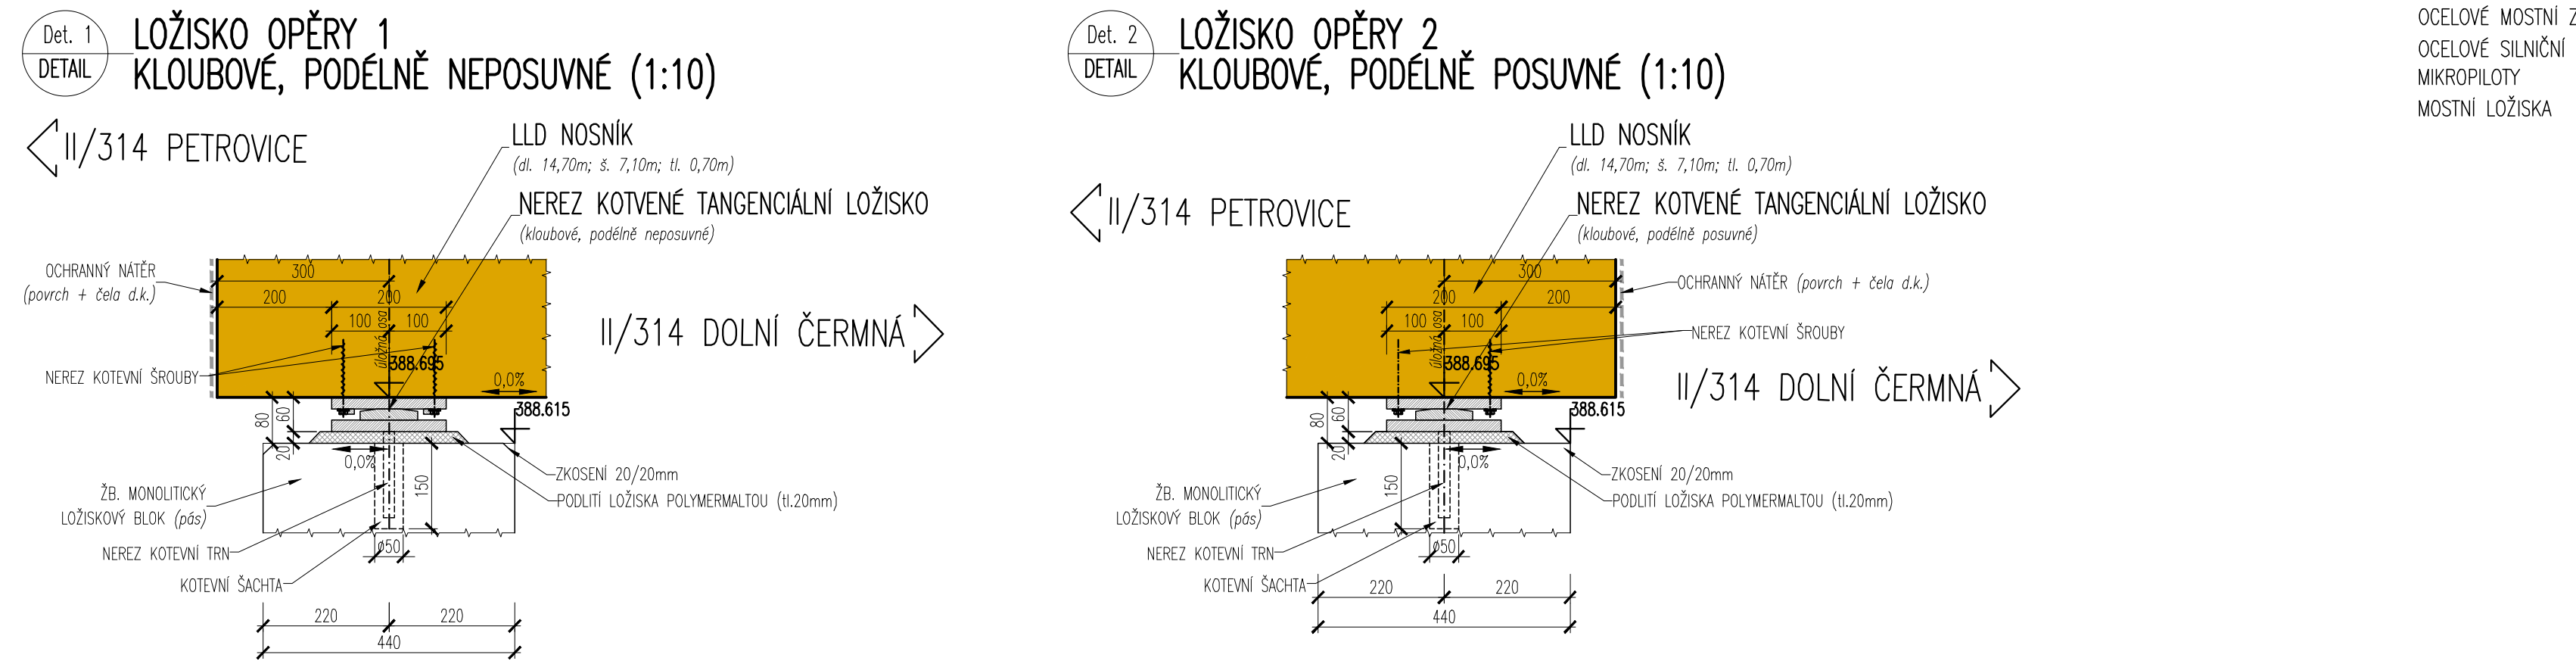 Det. 1
DETAIL
LOŽISKO OPĚRY 1
KLOUBOVÉ, PODÉLNĚ NEPOSUVNÉ (1:10)
II/314 PETROVICE
LLD NOSNÍK
(dl. 14,70m; š. 7,10m; tl. 0,70m)
NEREZ KOTVENÉ TANGENCIÁLNÍ LOŽISKO
(kloubové, podélně neposuvné)
OCHRANNÝ NÁTĚR
(povrch + čela d.k.)
300
200
200
100
100
úložná osa
II/314 DOLNÍ ČERMNÁ
388.695
NEREZ KOTEVNÍ ŠROUBY
0,0%
388.615
80
60
20
0,0%
150
ZKOSENÍ 20/20mm
PODLITÍ LOŽISKA POLYMERMALTOU (tl.20mm)
ŽB. MONOLITICKÝ
LOŽISKOVÝ BLOK (pás)
NEREZ KOTEVNÍ TRN
ø50
KOTEVNÍ ŠACHTA
220
220
440
Det. 2
DETAIL
LOŽISKO OPĚRY 2
KLOUBOVÉ, PODÉLNĚ POSUVNÉ (1:10)
LLD NOSNÍK
(dl. 14,70m; š. 7,10m; tl. 0,70m)
II/314 PETROVICE
NEREZ KOTVENÉ TANGENCIÁLNÍ LOŽISKO
(kloubové, podélně posuvné)
300
OCHRANNÝ NÁTĚR (povrch + čela d.k.)
200
200
100
100
úložná osa
NEREZ KOTEVNÍ ŠROUBY
388.695
0,0%
II/314 DOLNÍ ČERMNÁ
388.615
80
60
20
0,0%
150
ZKOSENÍ 20/20mm
PODLITÍ LOŽISKA POLYMERMALTOU (tl.20mm)
ŽB. MONOLITICKÝ
LOŽISKOVÝ BLOK (pás)
NEREZ KOTEVNÍ TRN
ø50
KOTEVNÍ ŠACHTA
220
220
440
OCELOVÉ MOSTNÍ Z
OCELOVÉ SILNIČNÍ
MIKROPILOTY
MOSTNÍ LOŽISKA